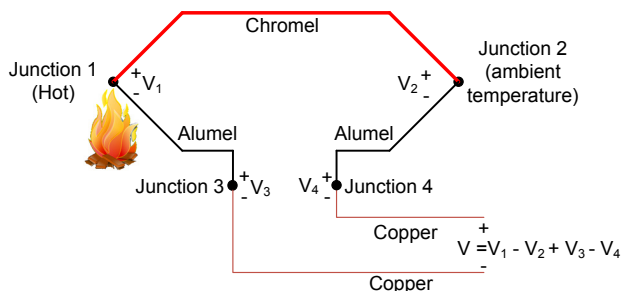 Chromel
Junction 1
(Hot)
+
-
V₁
V₂
+
-
Junction 2
(ambient
temperature)
Alumel
Alumel
Junction 3
+
-
V₃
V₄
+
-
Junction 4
Copper
+
V =V₁ - V₂ + V₃ - V₄
-
Copper